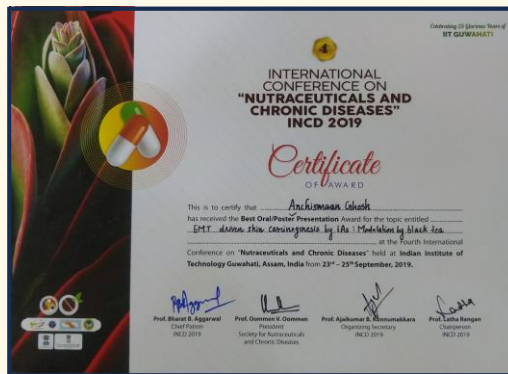 Celebrating 25 Glorious Years of
IIT GUWAHATI
4
INTERNATIONAL
CONFERENCE ON
"NUTRACEUTICALS AND
CHRONIC DISEASES"
INCD 2019
Certificate
OF AWARD
This is to certify that Archismaan Ghosh
has received the Best Oral/Poster Presentation Award for the topic entitled
EMT driven skin carcinogenesis by iAs : Modulation by black tea
at the Fourth International
Conference on "Nutraceuticals and Chronic Diseases" held at Indian Institute of
Technology Guwahati, Assam, India from 23rd – 25th September, 2019.
Prof. Bharat B. Aggarwal Prof. Oommen V. Oommen Prof. Ajaikumar B. Kunnumakkara Prof. Latha Rangan
Chief Patron President Organizing Secretary Chairperson
INCD 2019 Society for Nutraceuticals INCD 2019 INCD 2019
and Chronic Diseases